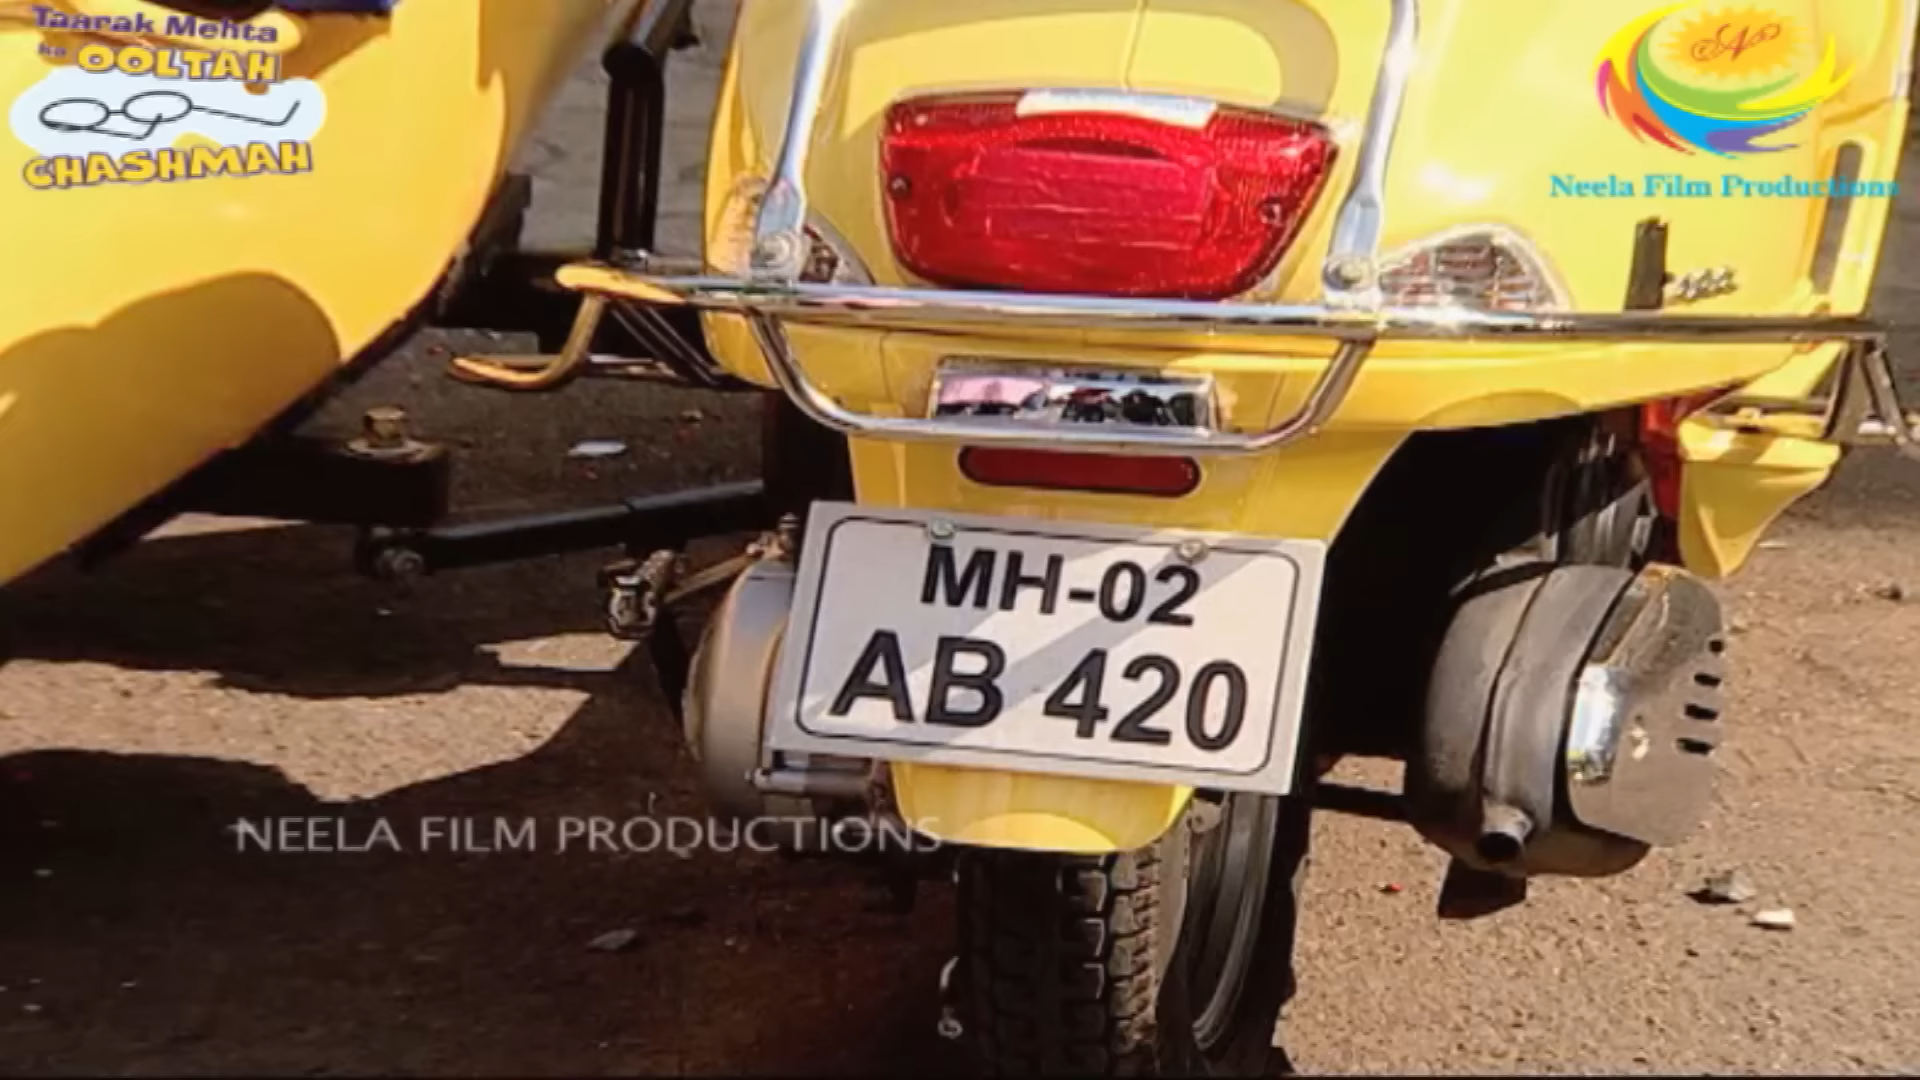 Taarak Mehta
ka OOLTAH
CHASHMAH
Neela Film Productions
MH-02
AB 420
NEELA FILM PRODUCTIONS